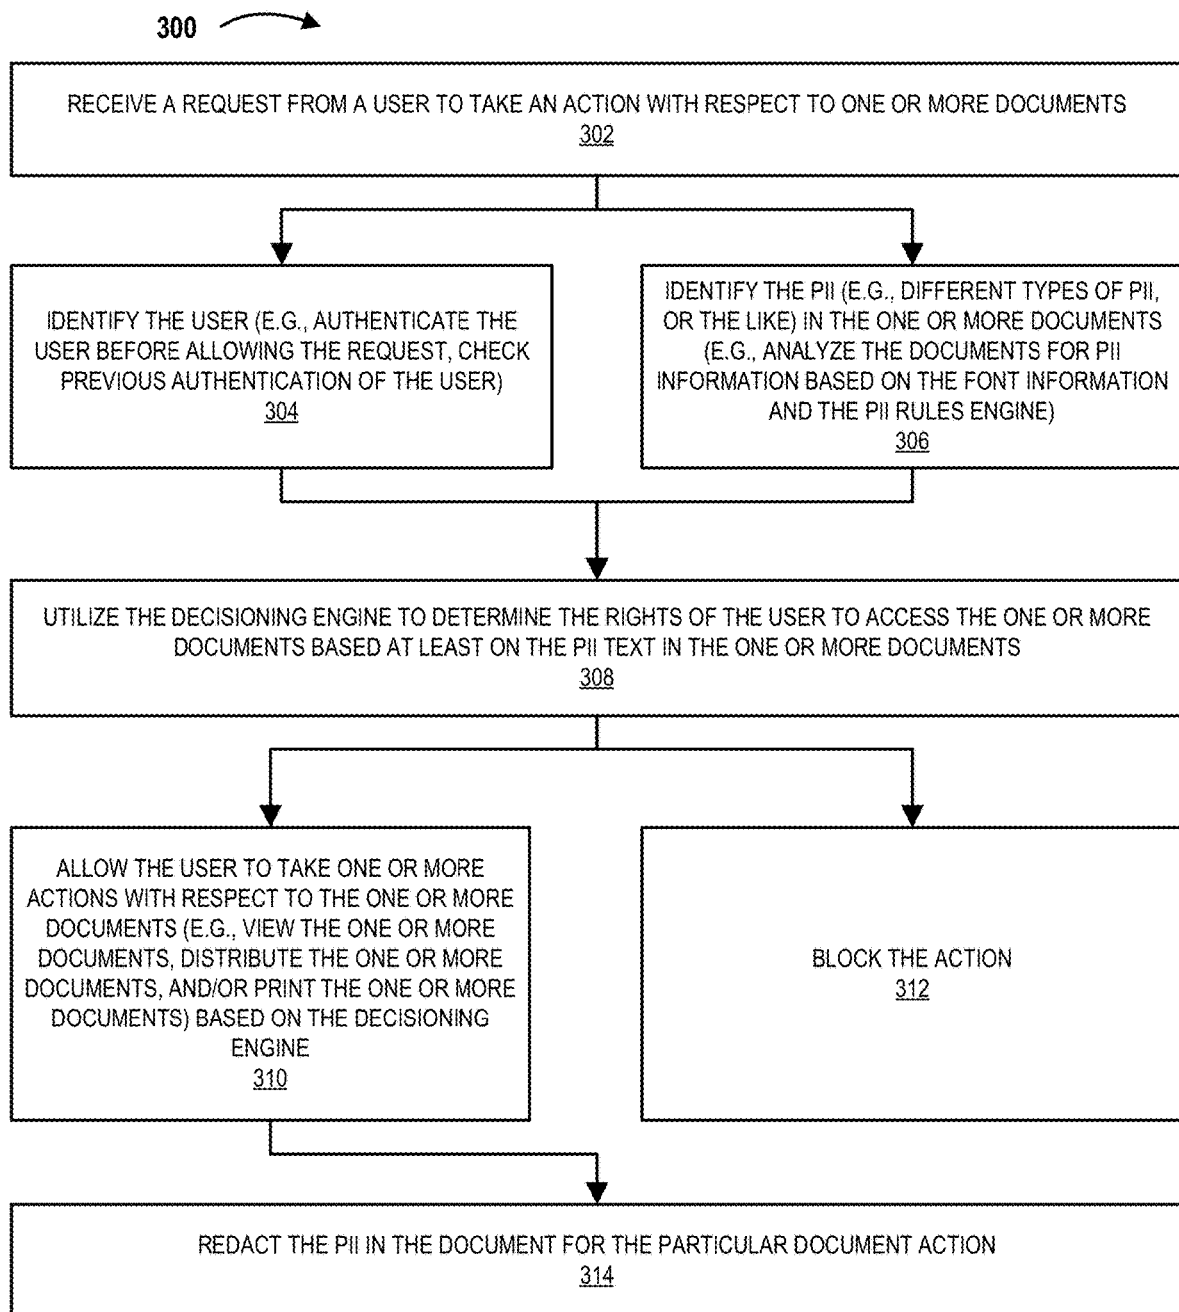 300
RECEIVE A REQUEST FROM A USER TO TAKE AN ACTION WITH RESPECT TO ONE OR MORE DOCUMENTS
302
IDENTIFY THE USER (E.G., AUTHENTICATE THE
USER BEFORE ALLOWING THE REQUEST, CHECK
PREVIOUS AUTHENTICATION OF THE USER)
304
IDENTIFY THE PII (E.G., DIFFERENT TYPES OF PII,
OR THE LIKE) IN THE ONE OR MORE DOCUMENTS
(E.G., ANALYZE THE DOCUMENTS FOR PII
INFORMATION BASED ON THE FONT INFORMATION
AND THE PII RULES ENGINE)
306
UTILIZE THE DECISIONING ENGINE TO DETERMINE THE RIGHTS OF THE USER TO ACCESS THE ONE OR MORE
DOCUMENTS BASED AT LEAST ON THE PII TEXT IN THE ONE OR MORE DOCUMENTS
308
ALLOW THE USER TO TAKE ONE OR MORE
ACTIONS WITH RESPECT TO THE ONE OR MORE
DOCUMENTS (E.G., VIEW THE ONE OR MORE
DOCUMENTS, DISTRIBUTE THE ONE OR MORE
DOCUMENTS, AND/OR PRINT THE ONE OR MORE
DOCUMENTS) BASED ON THE DECISIONING
ENGINE
310
BLOCK THE ACTION
312
REDACT THE PII IN THE DOCUMENT FOR THE PARTICULAR DOCUMENT ACTION
314